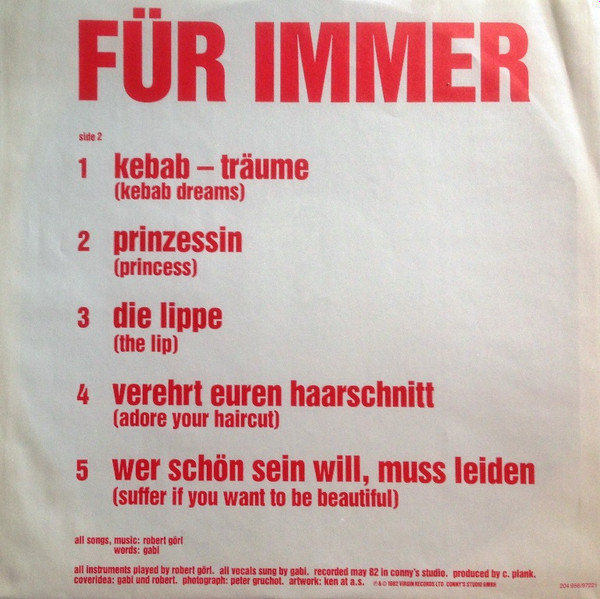 FÜR IMMER
side 2
1 kebab – träume
(kebab dreams)
2 prinzessin
(princess)
3 die lippe
(the lip)
4 verehrt euren haarschnitt
(adore your haircut)
5 wer schön sein will, muss leiden
(suffer if you want to be beautiful)
all songs, music: robert görl
words: gabi
all instruments played by robert görl. all vocals sung by gabi. recorded may 82 in conny's studio. produced by c. plank.
coveridea: gabi und robert. photograph: peter gruchot. artwork: ken at a.s. ℗ & © 1982 VIRGIN RECORDS LTD CONNY'S STUDIO GMBH